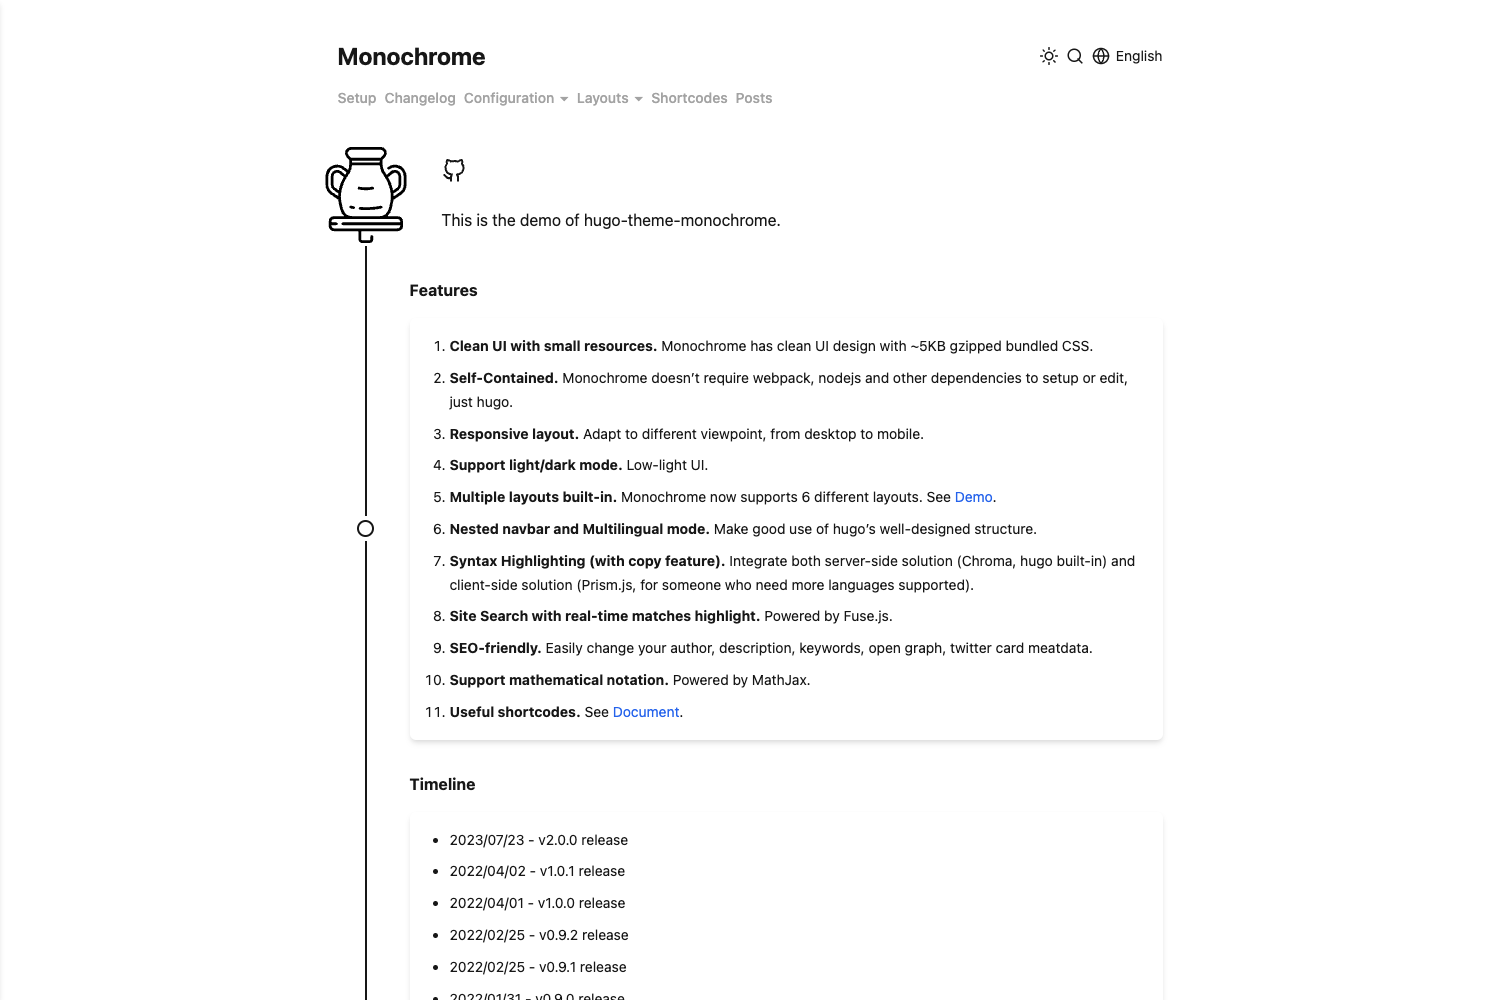 Monochrome
English
Setup Changelog Configuration Layouts Shortcodes Posts
This is the demo of hugo-theme-monochrome.
Features
1. Clean UI with small resources. Monochrome has clean UI design with ~5KB gzipped bundled CSS.
2. Self-Contained. Monochrome doesn’t require webpack, nodejs and other dependencies to setup or edit,
just hugo.
3. Responsive layout. Adapt to different viewpoint, from desktop to mobile.
4. Support light/dark mode. Low-light UI.
5. Multiple layouts built-in. Monochrome now supports 6 different layouts. See Demo.
6. Nested navbar and Multilingual mode. Make good use of hugo’s well-designed structure.
7. Syntax Highlighting (with copy feature). Integrate both server-side solution (Chroma, hugo built-in) and
client-side solution (Prism.js, for someone who need more languages supported).
8. Site Search with real-time matches highlight. Powered by Fuse.js.
9. SEO-friendly. Easily change your author, description, keywords, open graph, twitter card meatdata.
10. Support mathematical notation. Powered by MathJax.
11. Useful shortcodes. See Document.
Timeline
• 2023/07/23 - v2.0.0 release
• 2022/04/02 - v1.0.1 release
• 2022/04/01 - v1.0.0 release
• 2022/02/25 - v0.9.2 release
• 2022/02/25 - v0.9.1 release
• 2022/01/31 - v0.9.0 release